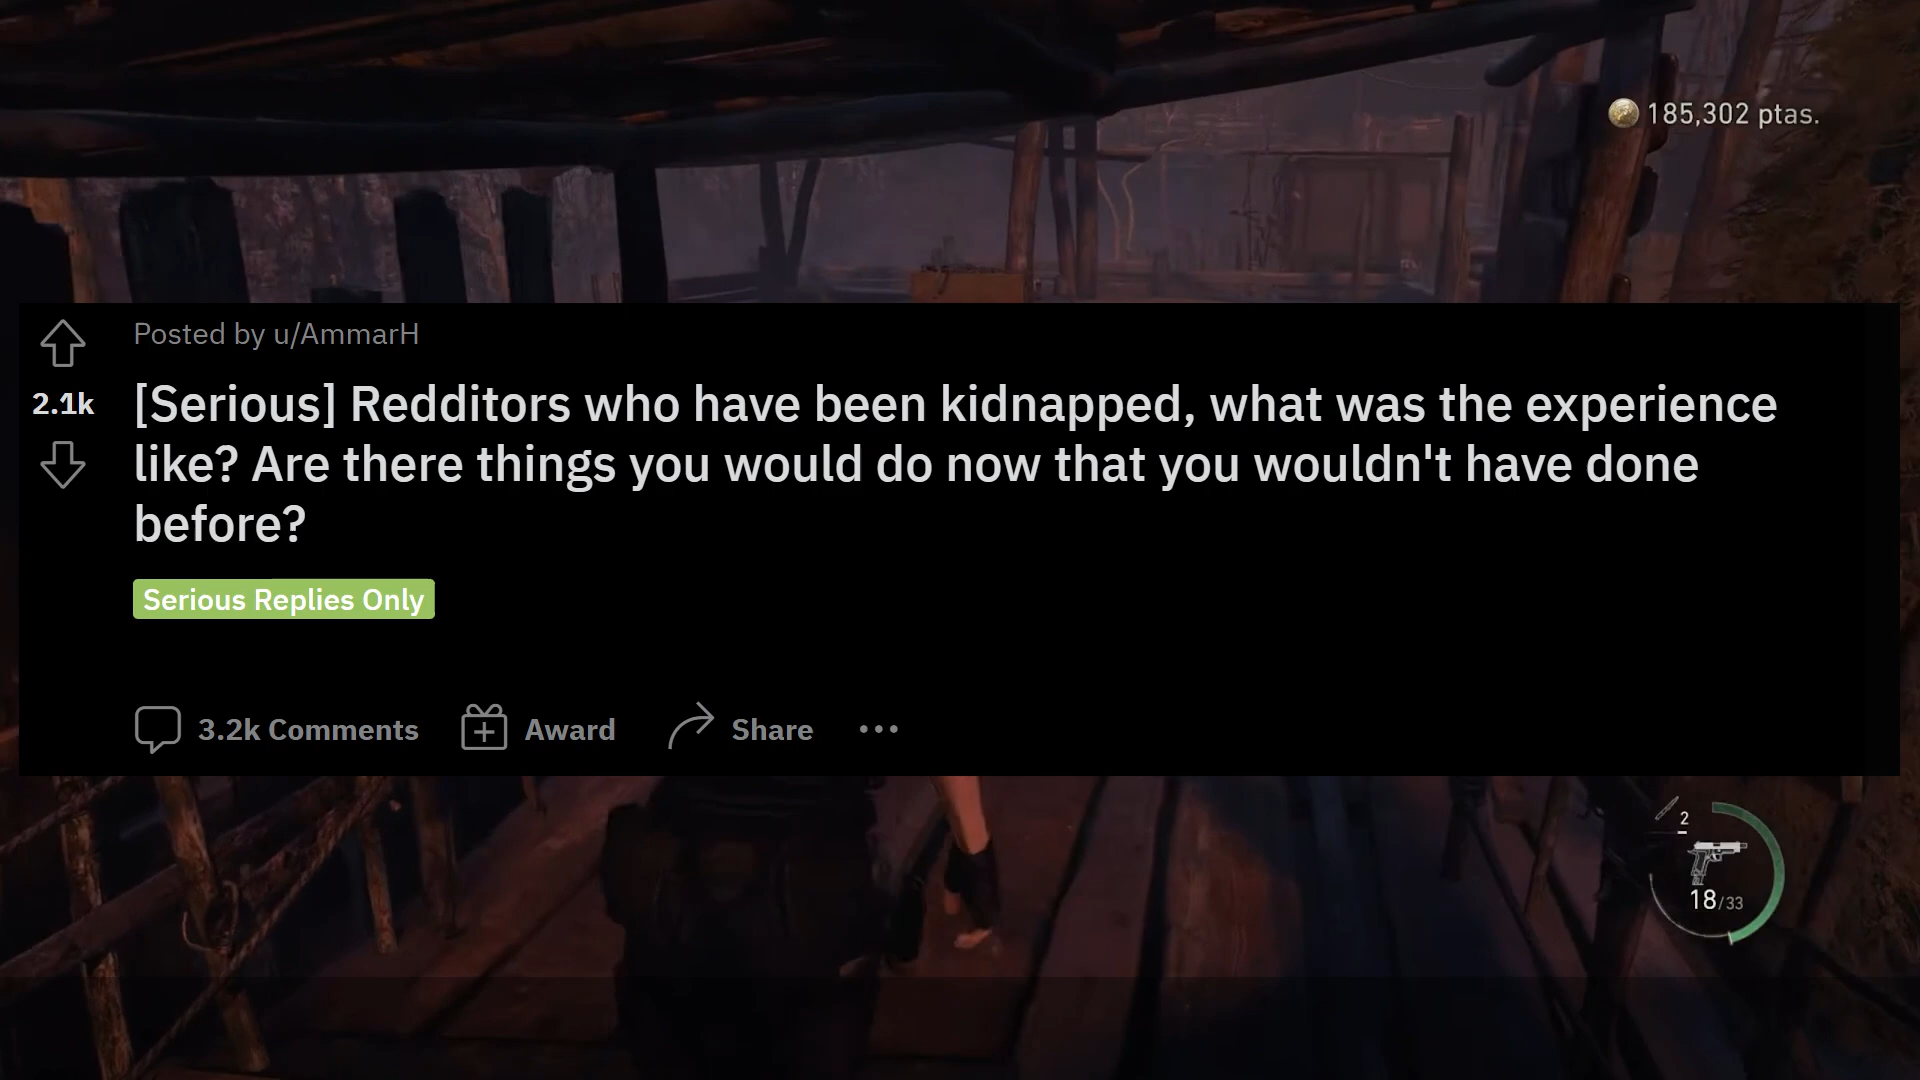 185,302 ptas.
Posted by u/AmmarH
2.1k
[Serious] Redditors who have been kidnapped, what was the experience
like? Are there things you would do now that you wouldn't have done
before?
Serious Replies Only
3.2k Comments Award Share
2
18/33